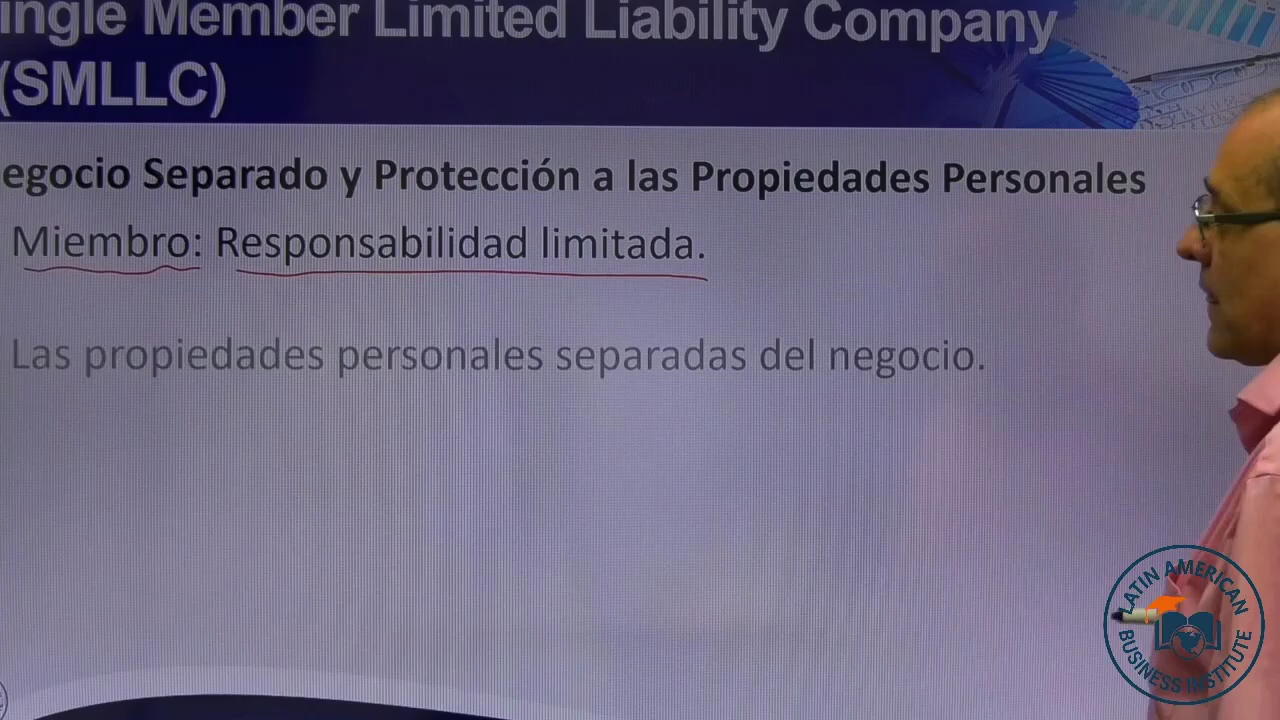 ingle Member Limited Liability Company
(SMLLC)
egocio Separado y Protección a las Propiedades Personales
Miembro: Responsabilidad limitada.
Las propiedades personales separadas del negocio.
LATIN AMERICAN
BUSINESS INSTITUTE